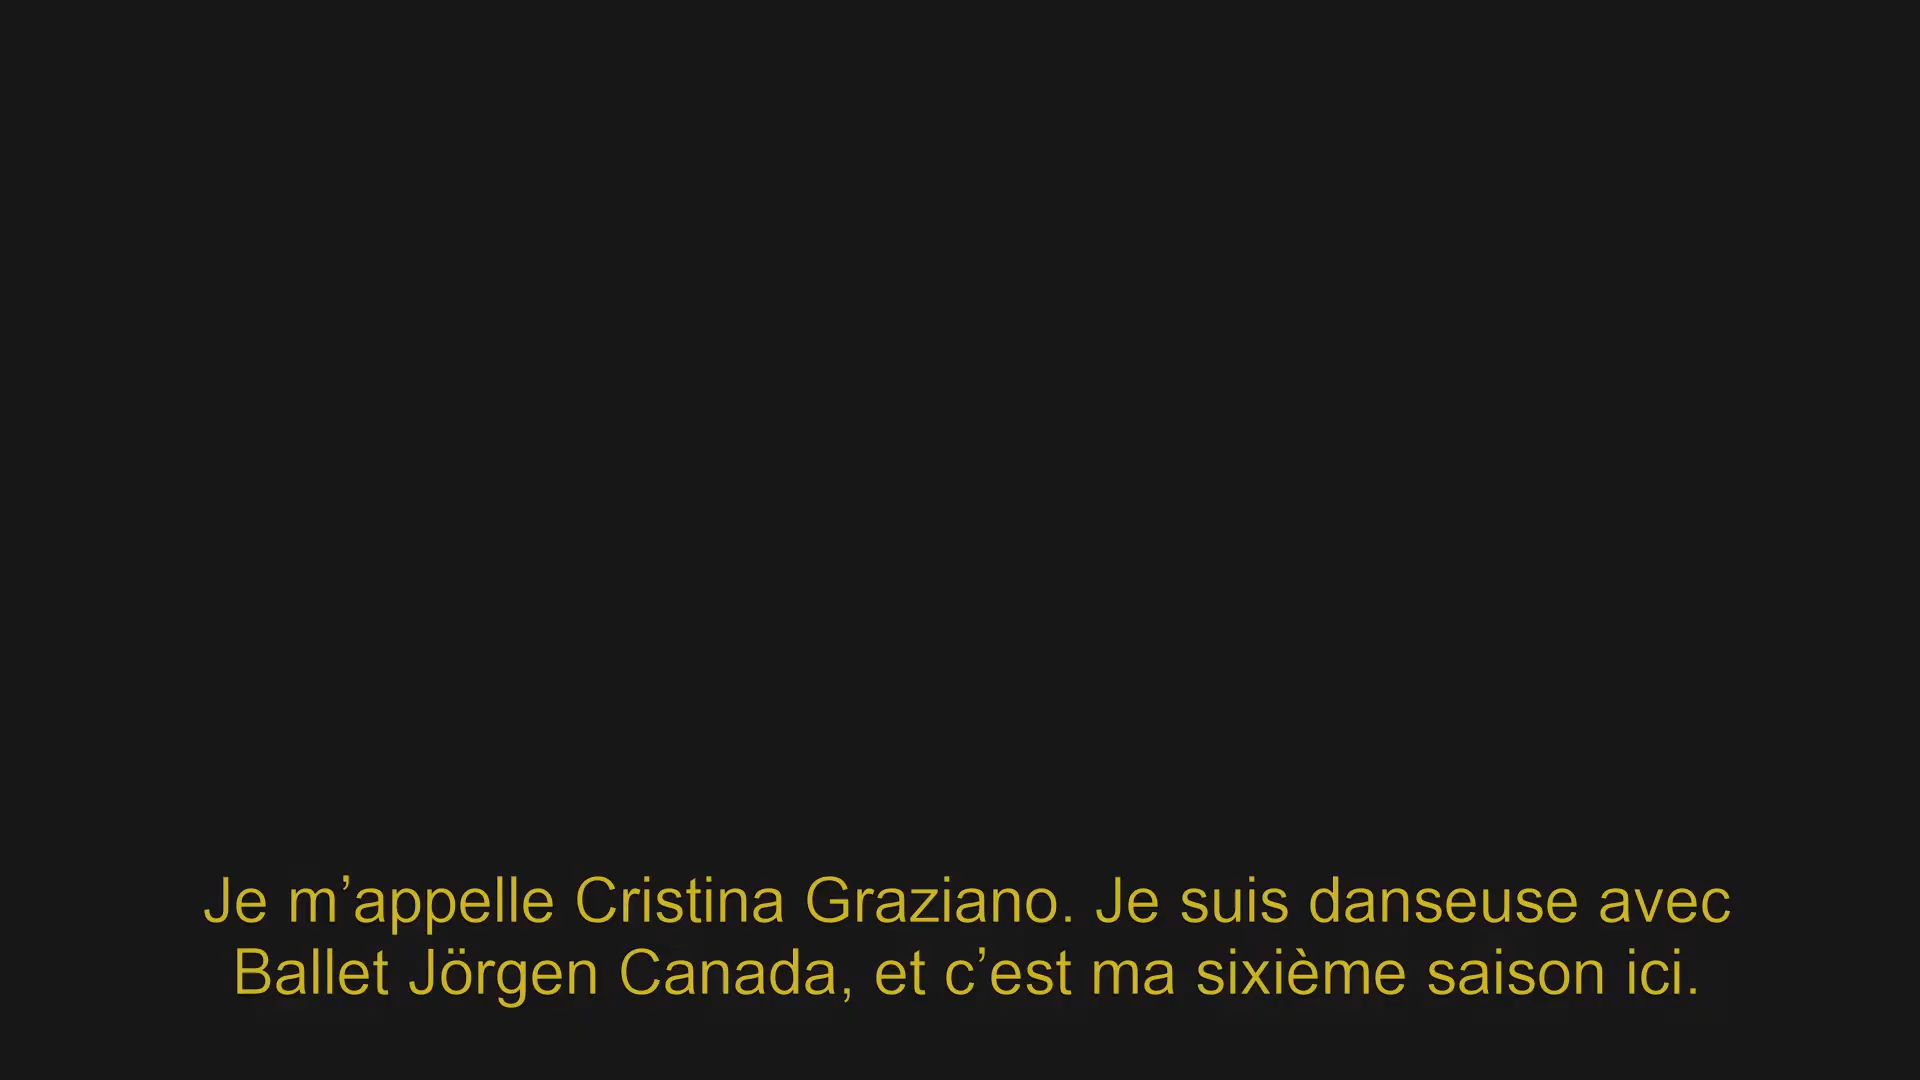 Je m’appelle Cristina Graziano. Je suis danseuse avec
Ballet Jörgen Canada, et c’est ma sixième saison ici.